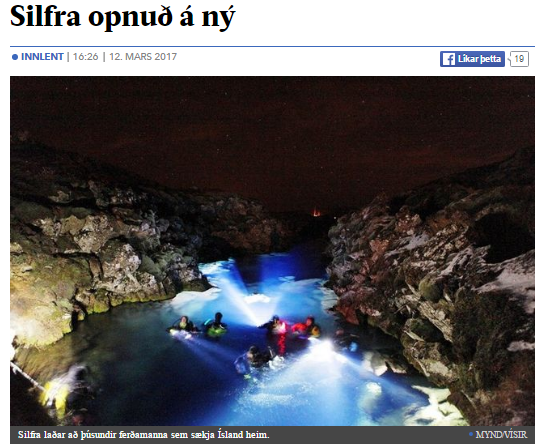 Silfra opnuð á ný
INNLENT | 16:26 | 12. MARS 2017
Líkar þetta 19
Silfra laðar að þúsundir ferðamanna sem sækja Ísland heim.
MYND/VÍSIR